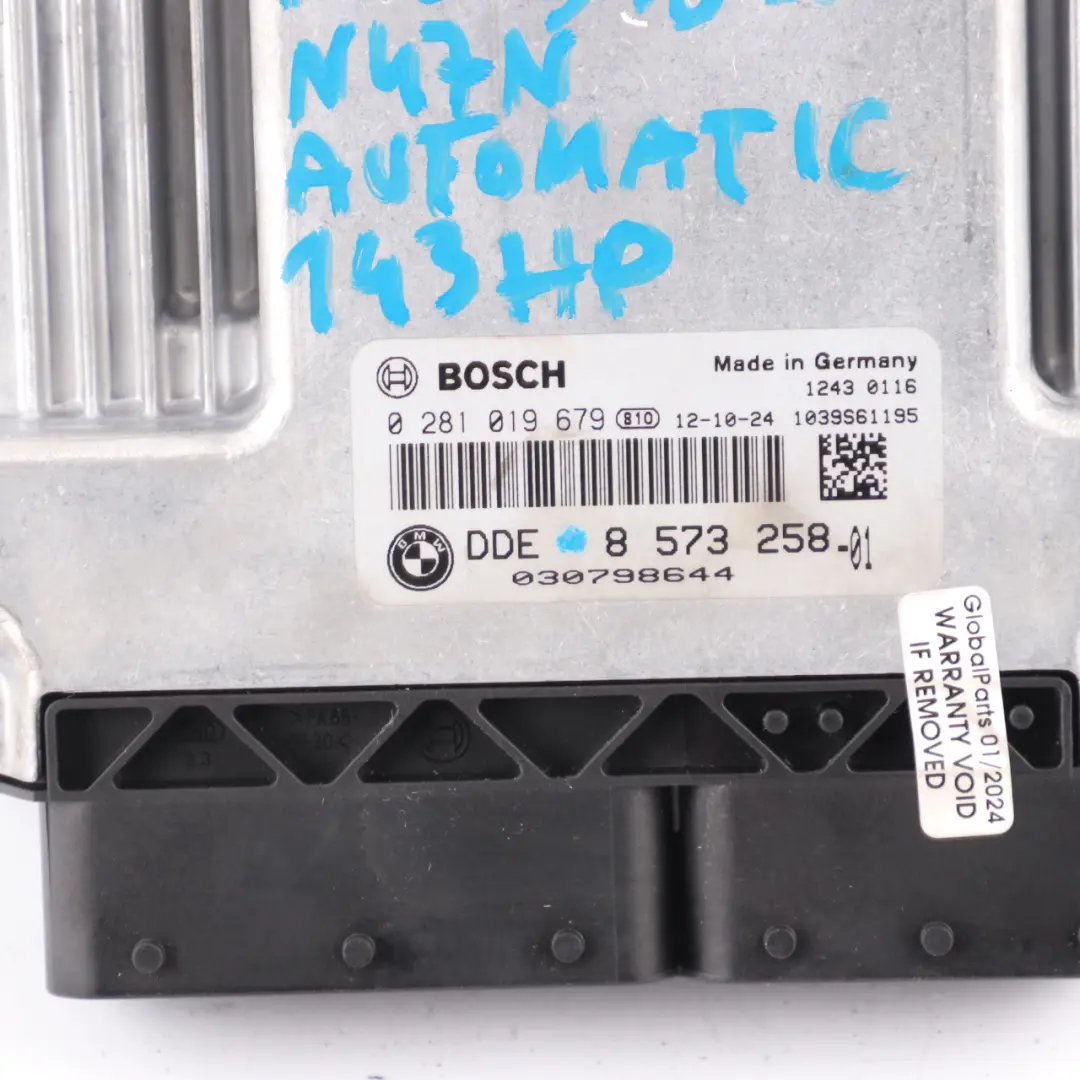 N47N
AUTOMATIC
143HP
BOSCH
Made in Germany
1243 0116
0 281 019 679 810 12-10-24 1039S61195
BMW
DDE 8 573 258-01
030798644
GlobalParts 01/2024
WARRANTY VOID
IF REMOVED